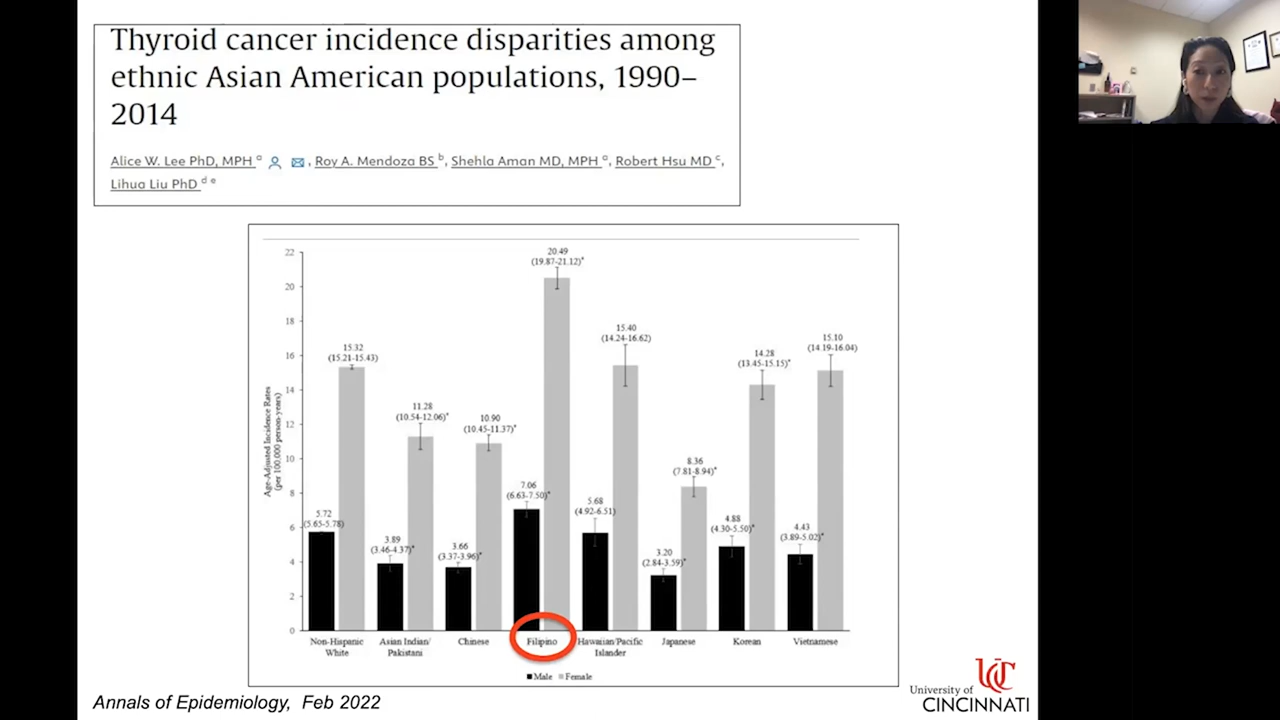 Thyroid cancer incidence disparities among
ethnic Asian American populations, 1990–
2014
Alice W. Lee PhD, MPH a , Roy A. Mendoza BS b, Shehla Aman MD, MPH a, Robert Hsu MD c,
Lihua Liu PhD d e
Age-Adjusted Incidence Rates
(per 100,000 person-years)
22
20
18
16
14
12
10
8
6
4
2
0
5.72
(5.65-5.78)
15.32
(15.21-15.43)
3.89
(3.46-4.37)*
11.28
(10.54-12.06)*
3.66
(3.37-3.96)*
10.90
(10.45-11.37)*
7.06
(6.63-7.50)*
20.49
(19.87-21.12)*
5.68
(4.92-6.51)
15.40
(14.24-16.62)
3.20
(2.84-3.59)*
8.36
(7.81-8.94)*
4.88
(4.30-5.50)*
14.28
(13.45-15.15)*
4.43
(3.89-5.02)*
15.10
(14.19-16.04)
Non-Hispanic
White
Asian Indian/
Pakistani
Chinese
Filipino
Hawaiian/Pacific
Islander
Japanese
Korean
Vietnamese
Male Female
Annals of Epidemiology, Feb 2022
UC
University of
CINCINNATI